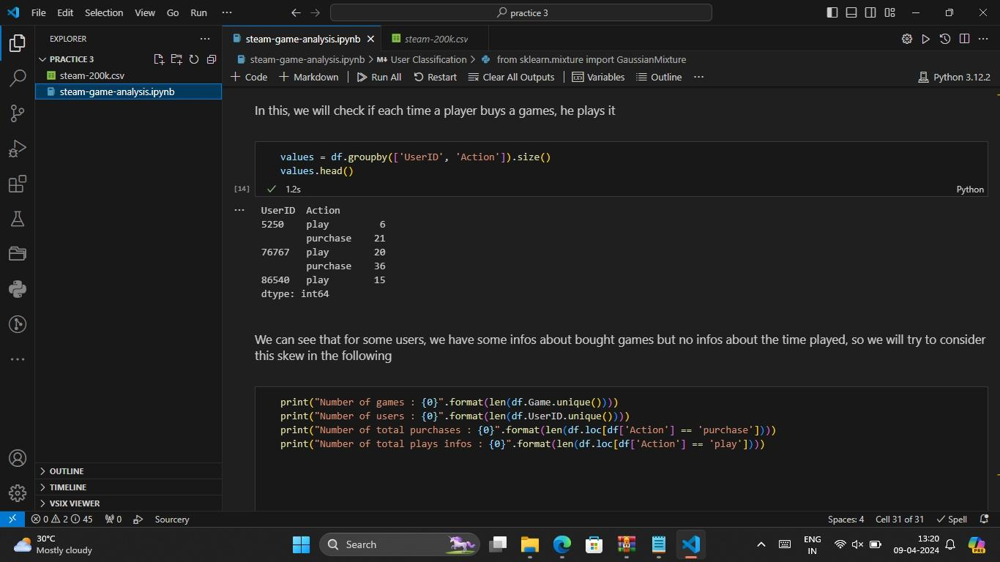 File Edit Selection View Go Run ···
practice 3
EXPLORER ···
PRACTICE 3
steam-200k.csv
steam-game-analysis.ipynb
OUTLINE
TIMELINE
VSIX VIEWER
steam-game-analysis.ipynb steam-200k.csv
steam-game-analysis.ipynb > M↓ User Classification > from sklearn.mixture import GaussianMixture
+ Code + Markdown | Run All Restart Clear All Outputs | Variables Outline ··· Python 3.12.2
In this, we will check if each time a player buys a games, he plays it
values = df.groupby(['UserID', 'Action']).size()
values.head()
[14] ✓ 1.2s Python
UserID Action
5250 play 6
purchase 21
76767 play 20
purchase 36
86540 play 15
dtype: int64
We can see that for some users, we have some infos about bought games but no infos about the time played, so we will try to consider
this skew in the following
print("Number of games : {0}".format(len(df.Game.unique())))
print("Number of users : {0}".format(len(df.UserID.unique())))
print("Number of total purchases : {0}".format(len(df.loc[df['Action'] == 'purchase'])))
print("Number of total plays infos : {0}".format(len(df.loc[df['Action'] == 'play'])))
0 2 45 0 Sourcery Spaces: 4 Cell 31 of 31 ✓ Spell
30°C
Mostly cloudy
Search
ENG
IN
13:20
09-04-2024
PRE